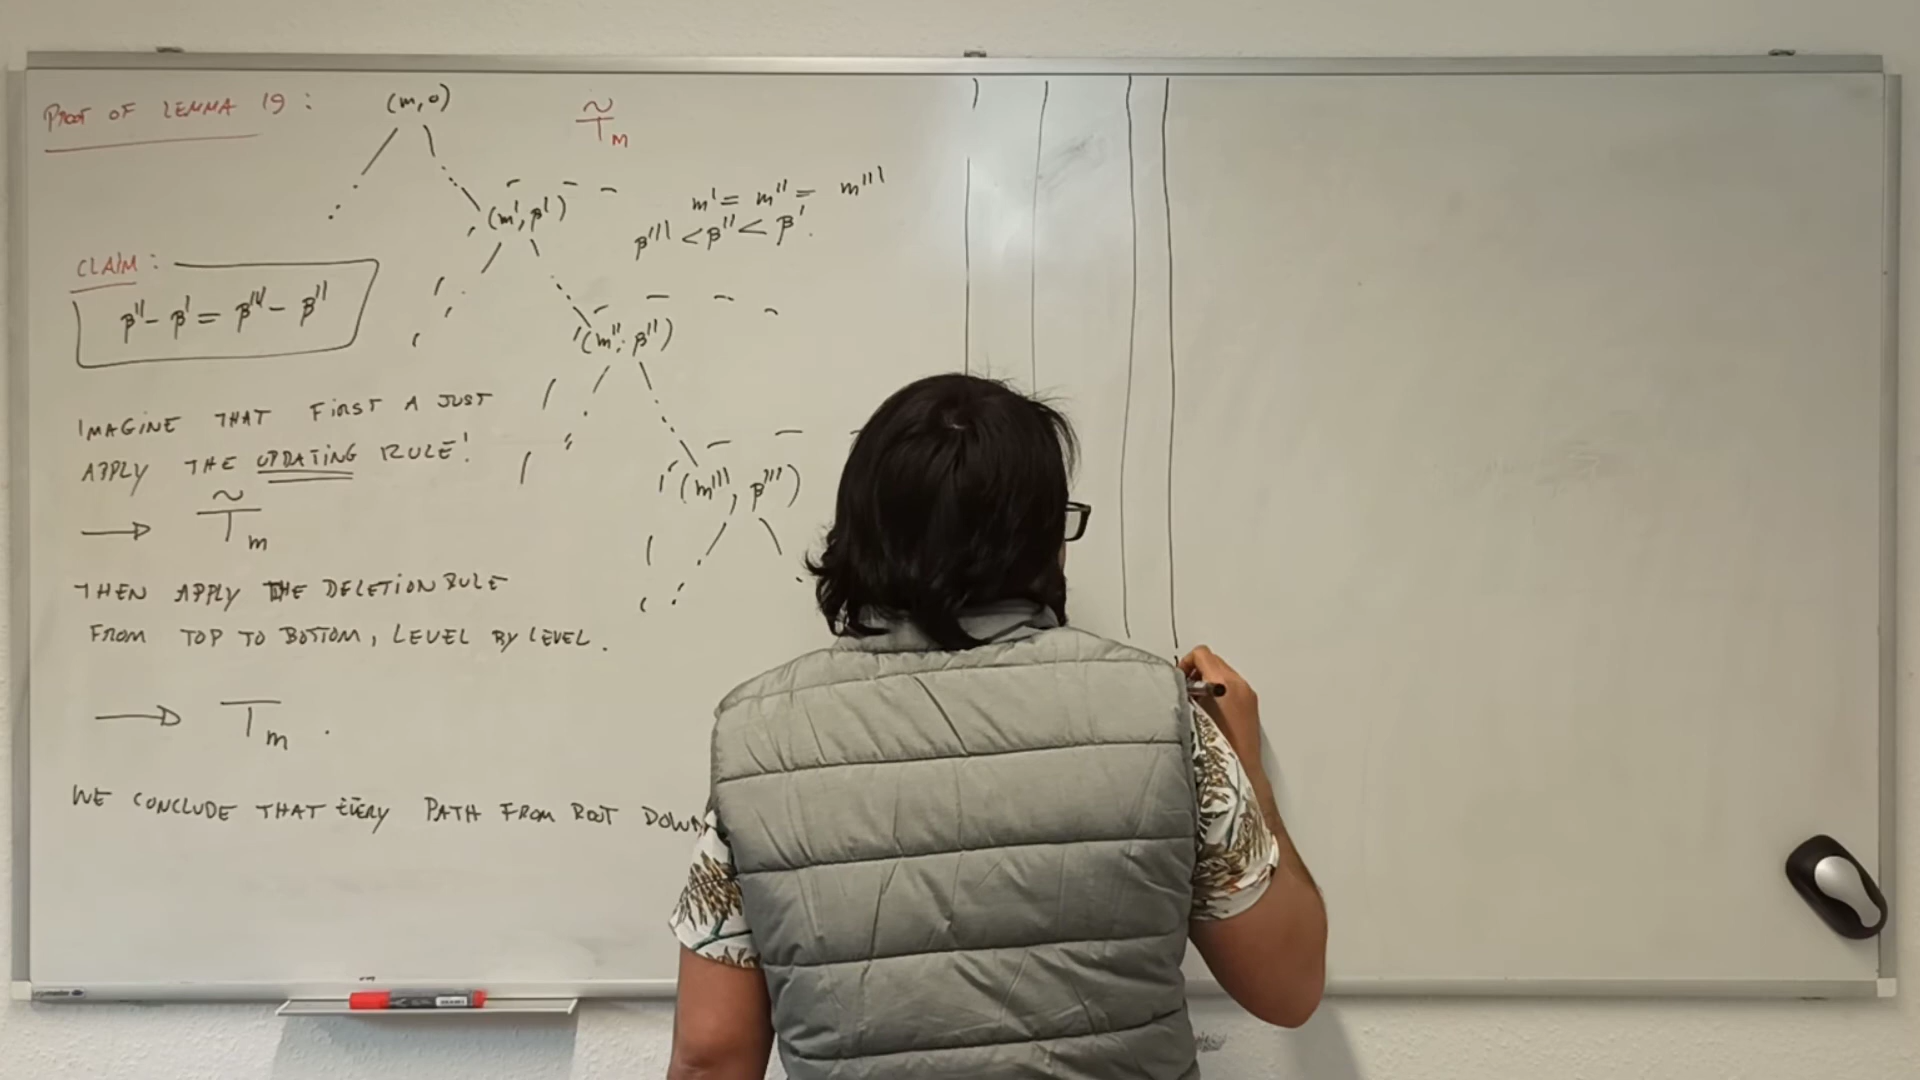 PROOF OF LEMMA 19 :
(m, 0)
T̃m
(m', β')
m' = m'' = m'''
β''' < β'' < β'.
CLAIM :
β'' - β' = β''' - β''
(m'', β'')
IMAGINE THAT FIRST A JUST
APPLY THE UPDATING RULE!
(m''', β''')
→ T̃m
THEN APPLY THE DELETION RULE
FROM TOP TO BOTTOM, LEVEL BY LEVEL.
→ Tm .
WE CONCLUDE THAT EVERY PATH FROM ROOT DOWN